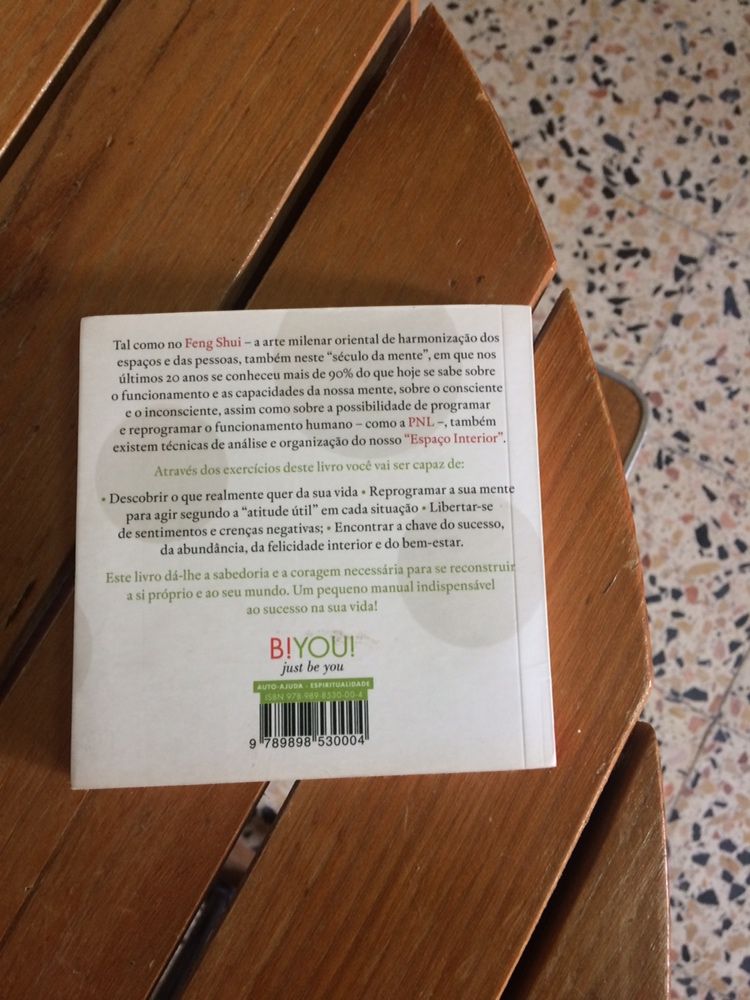 Tal como no Feng Shui – a arte milenar oriental de harmonização dos
espaços e das pessoas, também neste “século da mente”, em que nos
últimos 20 anos se conheceu mais de 90% do que hoje se sabe sobre
o funcionamento e as capacidades da nossa mente, sobre o consciente
e o inconsciente, assim como sobre a possibilidade de programar
e reprogramar o funcionamento humano – como a PNL –, também
existem técnicas de análise e organização do nosso “Espaço Interior”.
Através dos exercícios deste livro você vai ser capaz de:
• Descobrir o que realmente quer da sua vida • Reprogramar a sua mente
para agir segundo a “atitude útil” em cada situação • Libertar-se
de sentimentos e crenças negativas; • Encontrar a chave do sucesso,
da abundância, da felicidade interior e do bem-estar.
Este livro dá-lhe a sabedoria e a coragem necessária para se reconstruir
a si próprio e ao seu mundo. Um pequeno manual indispensável
ao sucesso na sua vida!
B!YOU!
just be you
AUTO-AJUDA - ESPIRITUALIDADE
ISBN 978-989-8530-00-4
9 789898 530004